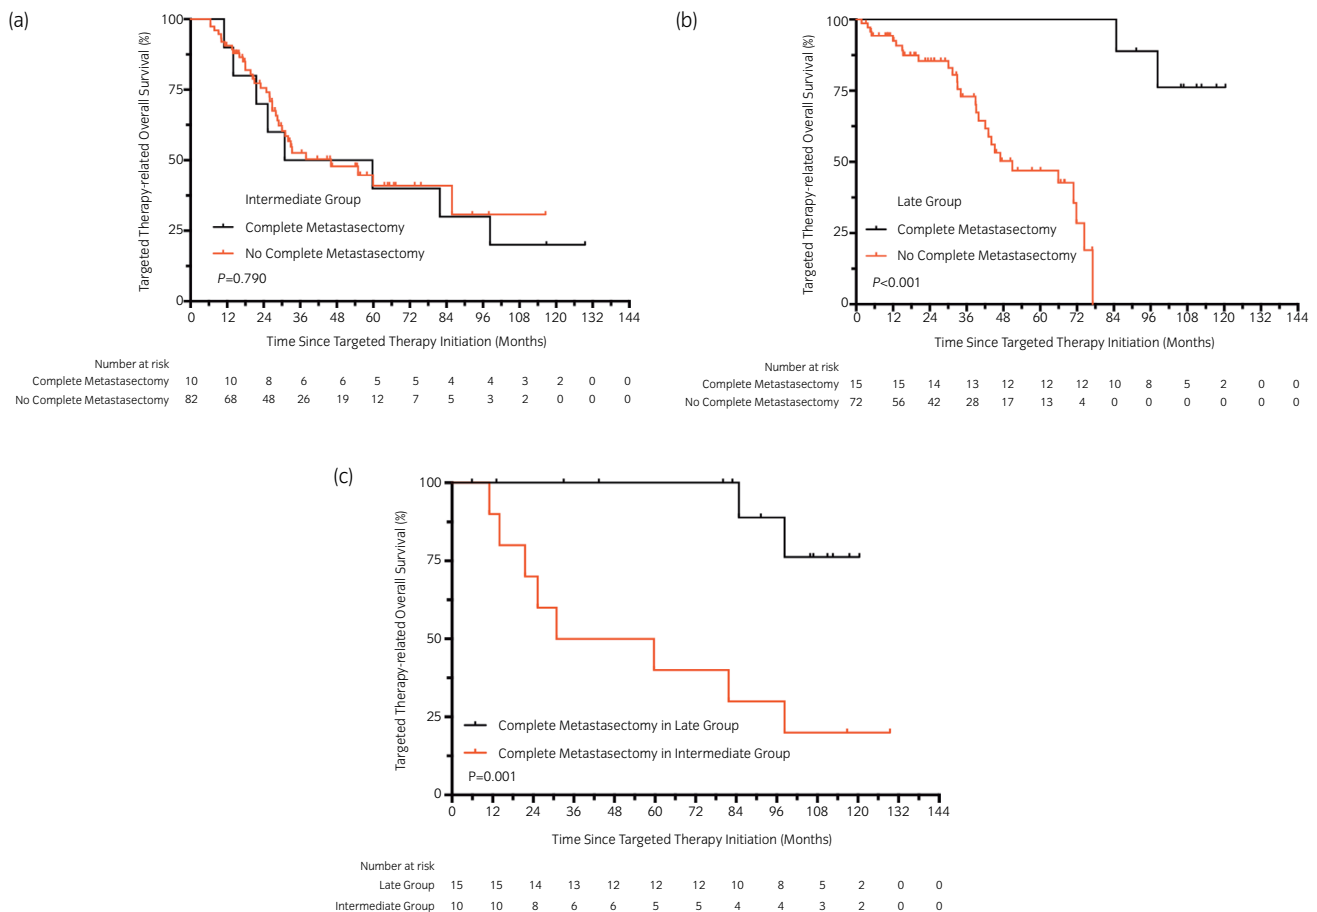 (a)
Targeted Therapy-related Overall Survival (%)
100
75
50
25
0
Intermediate Group
Complete Metastasectomy
No Complete Metastasectomy
P=0.790
0 12 24 36 48 60 72 84 96 108 120 132 144
Time Since Targeted Therapy Initiation (Months)
Number at risk
Complete Metastasectomy 10 10 8 6 6 5 5 4 4 3 2 0 0
No Complete Metastasectomy 82 68 48 26 19 12 7 5 3 2 0 0 0
(b)
Targeted Therapy-related Overall Survival (%)
100
75
50
25
0
Late Group
Complete Metastasectomy
No Complete Metastasectomy
P<0.001
0 12 24 36 48 60 72 84 96 108 120 132 144
Time Since Targeted Therapy Initiation (Months)
Number at risk
Complete Metastasectomy 15 15 14 13 12 12 12 10 8 5 2 0 0
No Complete Metastasectomy 72 56 42 28 17 13 4 0 0 0 0 0 0
(c)
Targeted Therapy-related Overall Survival (%)
100
75
50
25
0
Complete Metastasectomy in Late Group
Complete Metastasectomy in Intermediate Group
P=0.001
0 12 24 36 48 60 72 84 96 108 120 132 144
Time Since Targeted Therapy Initiation (Months)
Number at risk
Late Group 15 15 14 13 12 12 12 10 8 5 2 0 0
Intermediate Group 10 10 8 6 6 5 5 4 4 3 2 0 0